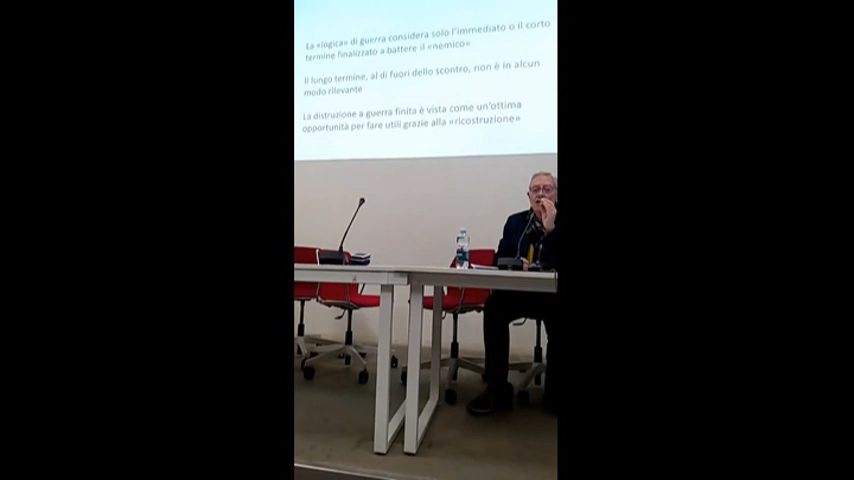 La «logica» di guerra considera solo l'immediato o il corto
termine finalizzato a battere il «nemico»
Il lungo termine, al di fuori dello scontro, non è in alcun
modo rilevante
La distruzione a guerra finita è vista come un'ottima
opportunità per fare utili grazie alla «ricostruzione»